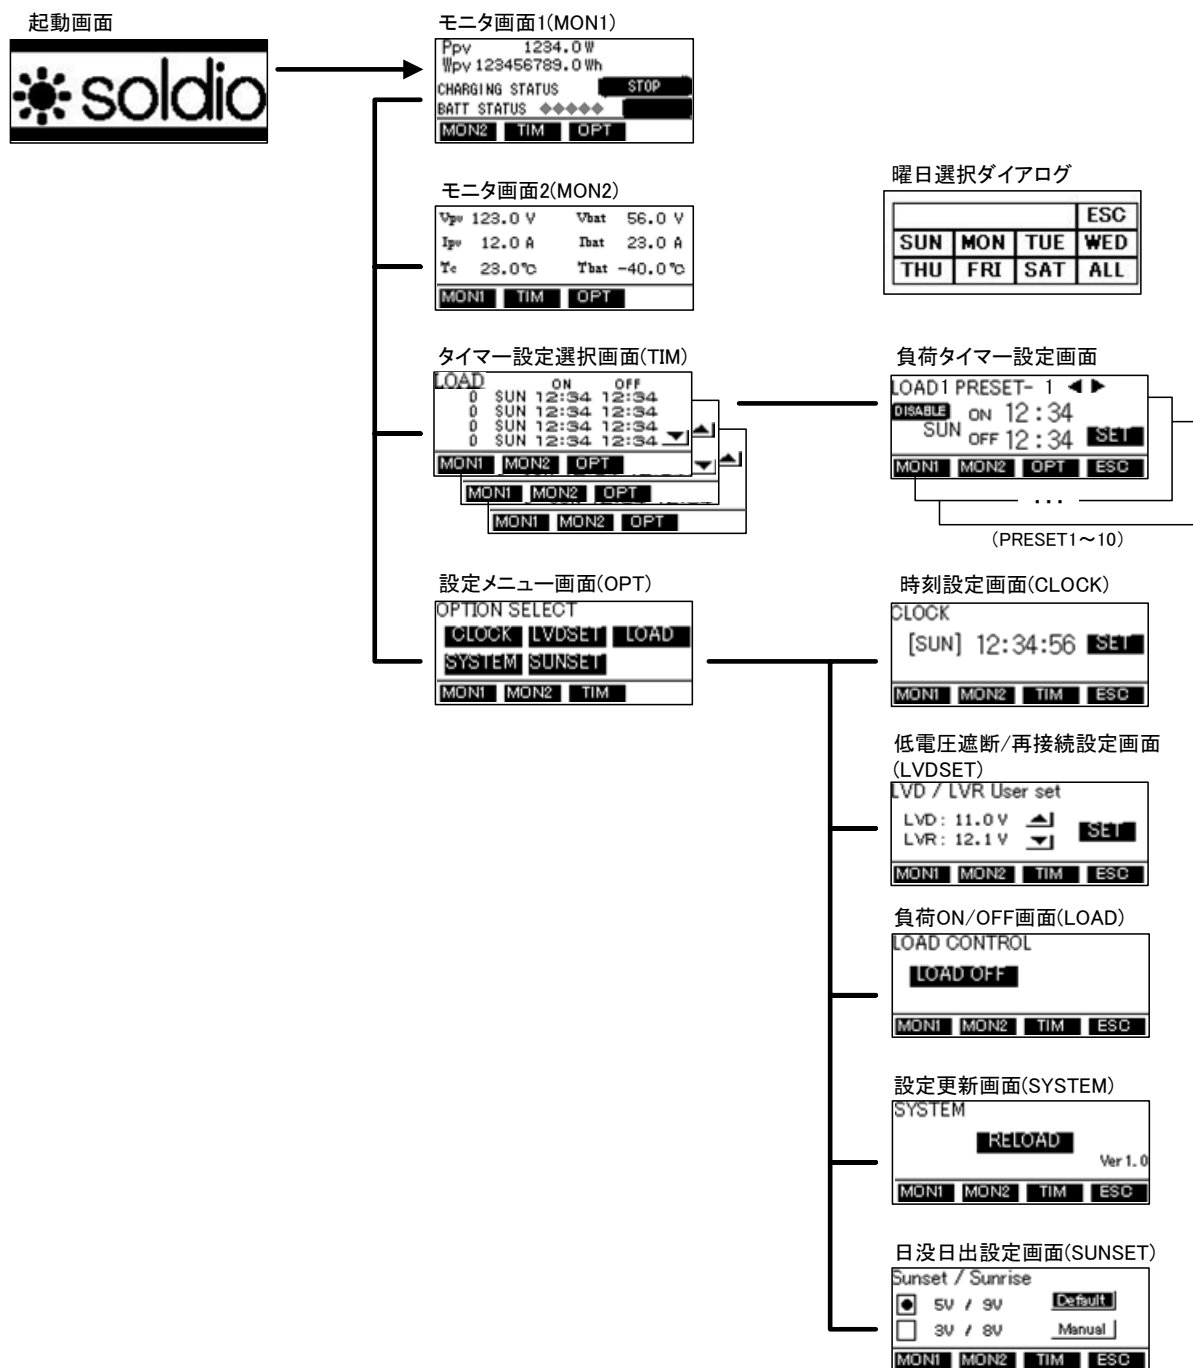 起動画面
soldio
モニタ画面1(MON1)
Ppv 1234.0 W
Wpv 123456789.0 Wh
CHARGING STATUS STOP
BATT STATUS ◆◆◆◆◆
MON2 TIM OPT
モニタ画面2(MON2)
Vpv 123.0 V Vbat 56.0 V
Ipv 12.0 A Ibat 23.0 A
Tc 23.0℃ Tbat -40.0℃
MON1 TIM OPT
曜日選択ダイアログ
ESC
SUN MON TUE WED
THU FRI SAT ALL
タイマー設定選択画面(TIM)
LOAD ON OFF
0 SUN 12:34 12:34
0 SUN 12:34 12:34
0 SUN 12:34 12:34
0 SUN 12:34 12:34
MON1 MON2 OPT
MON1 MON2 OPT
MON1 MON2 OPT
負荷タイマー設定画面
LOAD1 PRESET- 1 ◀ ▶
DISABLE ON 12:34
SUN OFF 12:34 SET
MON1 MON2 OPT ESC
...
(PRESET1～10)
設定メニュー画面(OPT)
OPTION SELECT
CLOCK LVDSET LOAD
SYSTEM SUNSET
MON1 MON2 TIM
時刻設定画面(CLOCK)
CLOCK
[SUN] 12:34:56 SET
MON1 MON2 TIM ESC
低電圧遮断/再接続設定画面
(LVDSET)
LVD / LVR User set
LVD: 11.0 V
LVR: 12.1 V SET
MON1 MON2 TIM ESC
負荷ON/OFF画面(LOAD)
LOAD CONTROL
LOAD OFF
MON1 MON2 TIM ESC
設定更新画面(SYSTEM)
SYSTEM
RELOAD
Ver 1.0
MON1 MON2 TIM ESC
日没日出設定画面(SUNSET)
Sunset / Sunrise
5V / 9V Default
3V / 8V Manual
MON1 MON2 TIM ESC